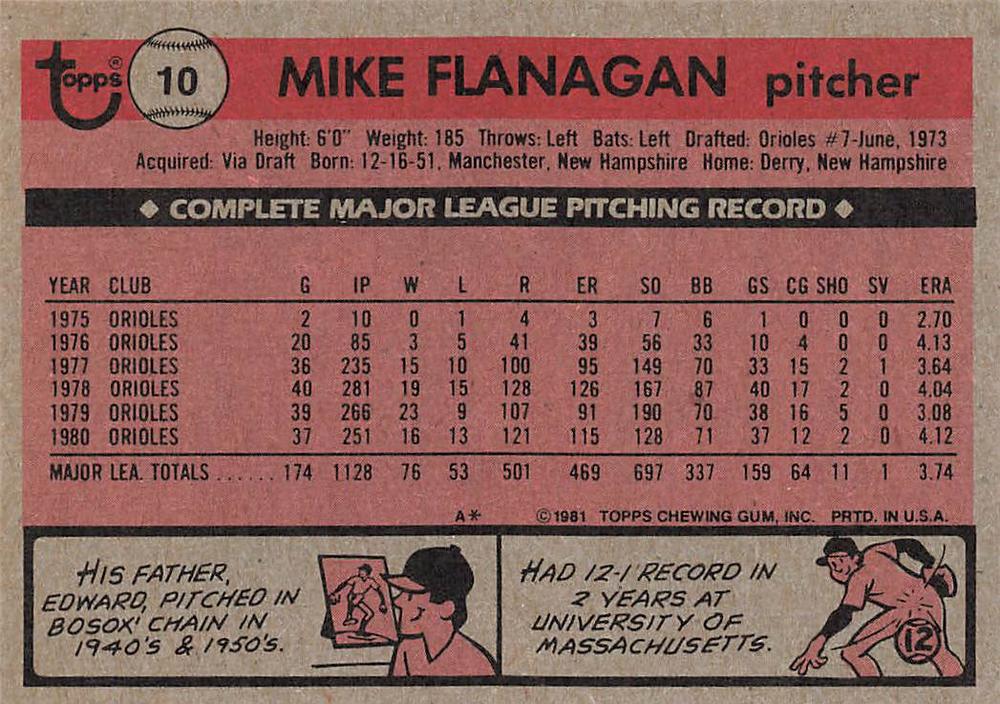 Topps® 10 MIKE FLANAGAN pitcher
Height: 6'0" Weight: 185 Throws: Left Bats: Left Drafted: Orioles #7-June, 1973
Acquired: Via Draft Born: 12-16-51, Manchester, New Hampshire Home: Derry, New Hampshire
◆ COMPLETE MAJOR LEAGUE PITCHING RECORD ◆
YEAR CLUB G IP W L R ER SO BB GS CG SHO SV ERA
1975 ORIOLES 2 10 0 1 4 3 7 6 1 0 0 0 2.70
1976 ORIOLES 20 85 3 5 41 39 56 33 10 4 0 0 4.13
1977 ORIOLES 36 235 15 10 100 95 149 70 33 15 2 1 3.64
1978 ORIOLES 40 281 19 15 128 126 167 87 40 17 2 0 4.04
1979 ORIOLES 39 266 23 9 107 91 190 70 38 16 5 0 3.08
1980 ORIOLES 37 251 16 13 121 115 128 71 37 12 2 0 4.12
MAJOR LEA. TOTALS ...... 174 1128 76 53 501 469 697 337 159 64 11 1 3.74
A* ©1981 TOPPS CHEWING GUM, INC. PRTD. IN U.S.A.
HIS FATHER,
EDWARD, PITCHED IN
BOSOX' CHAIN IN
1940'S & 1950'S.
HAD 12-1 RECORD IN
2 YEARS AT
UNIVERSITY OF
MASSACHUSETTS.
12